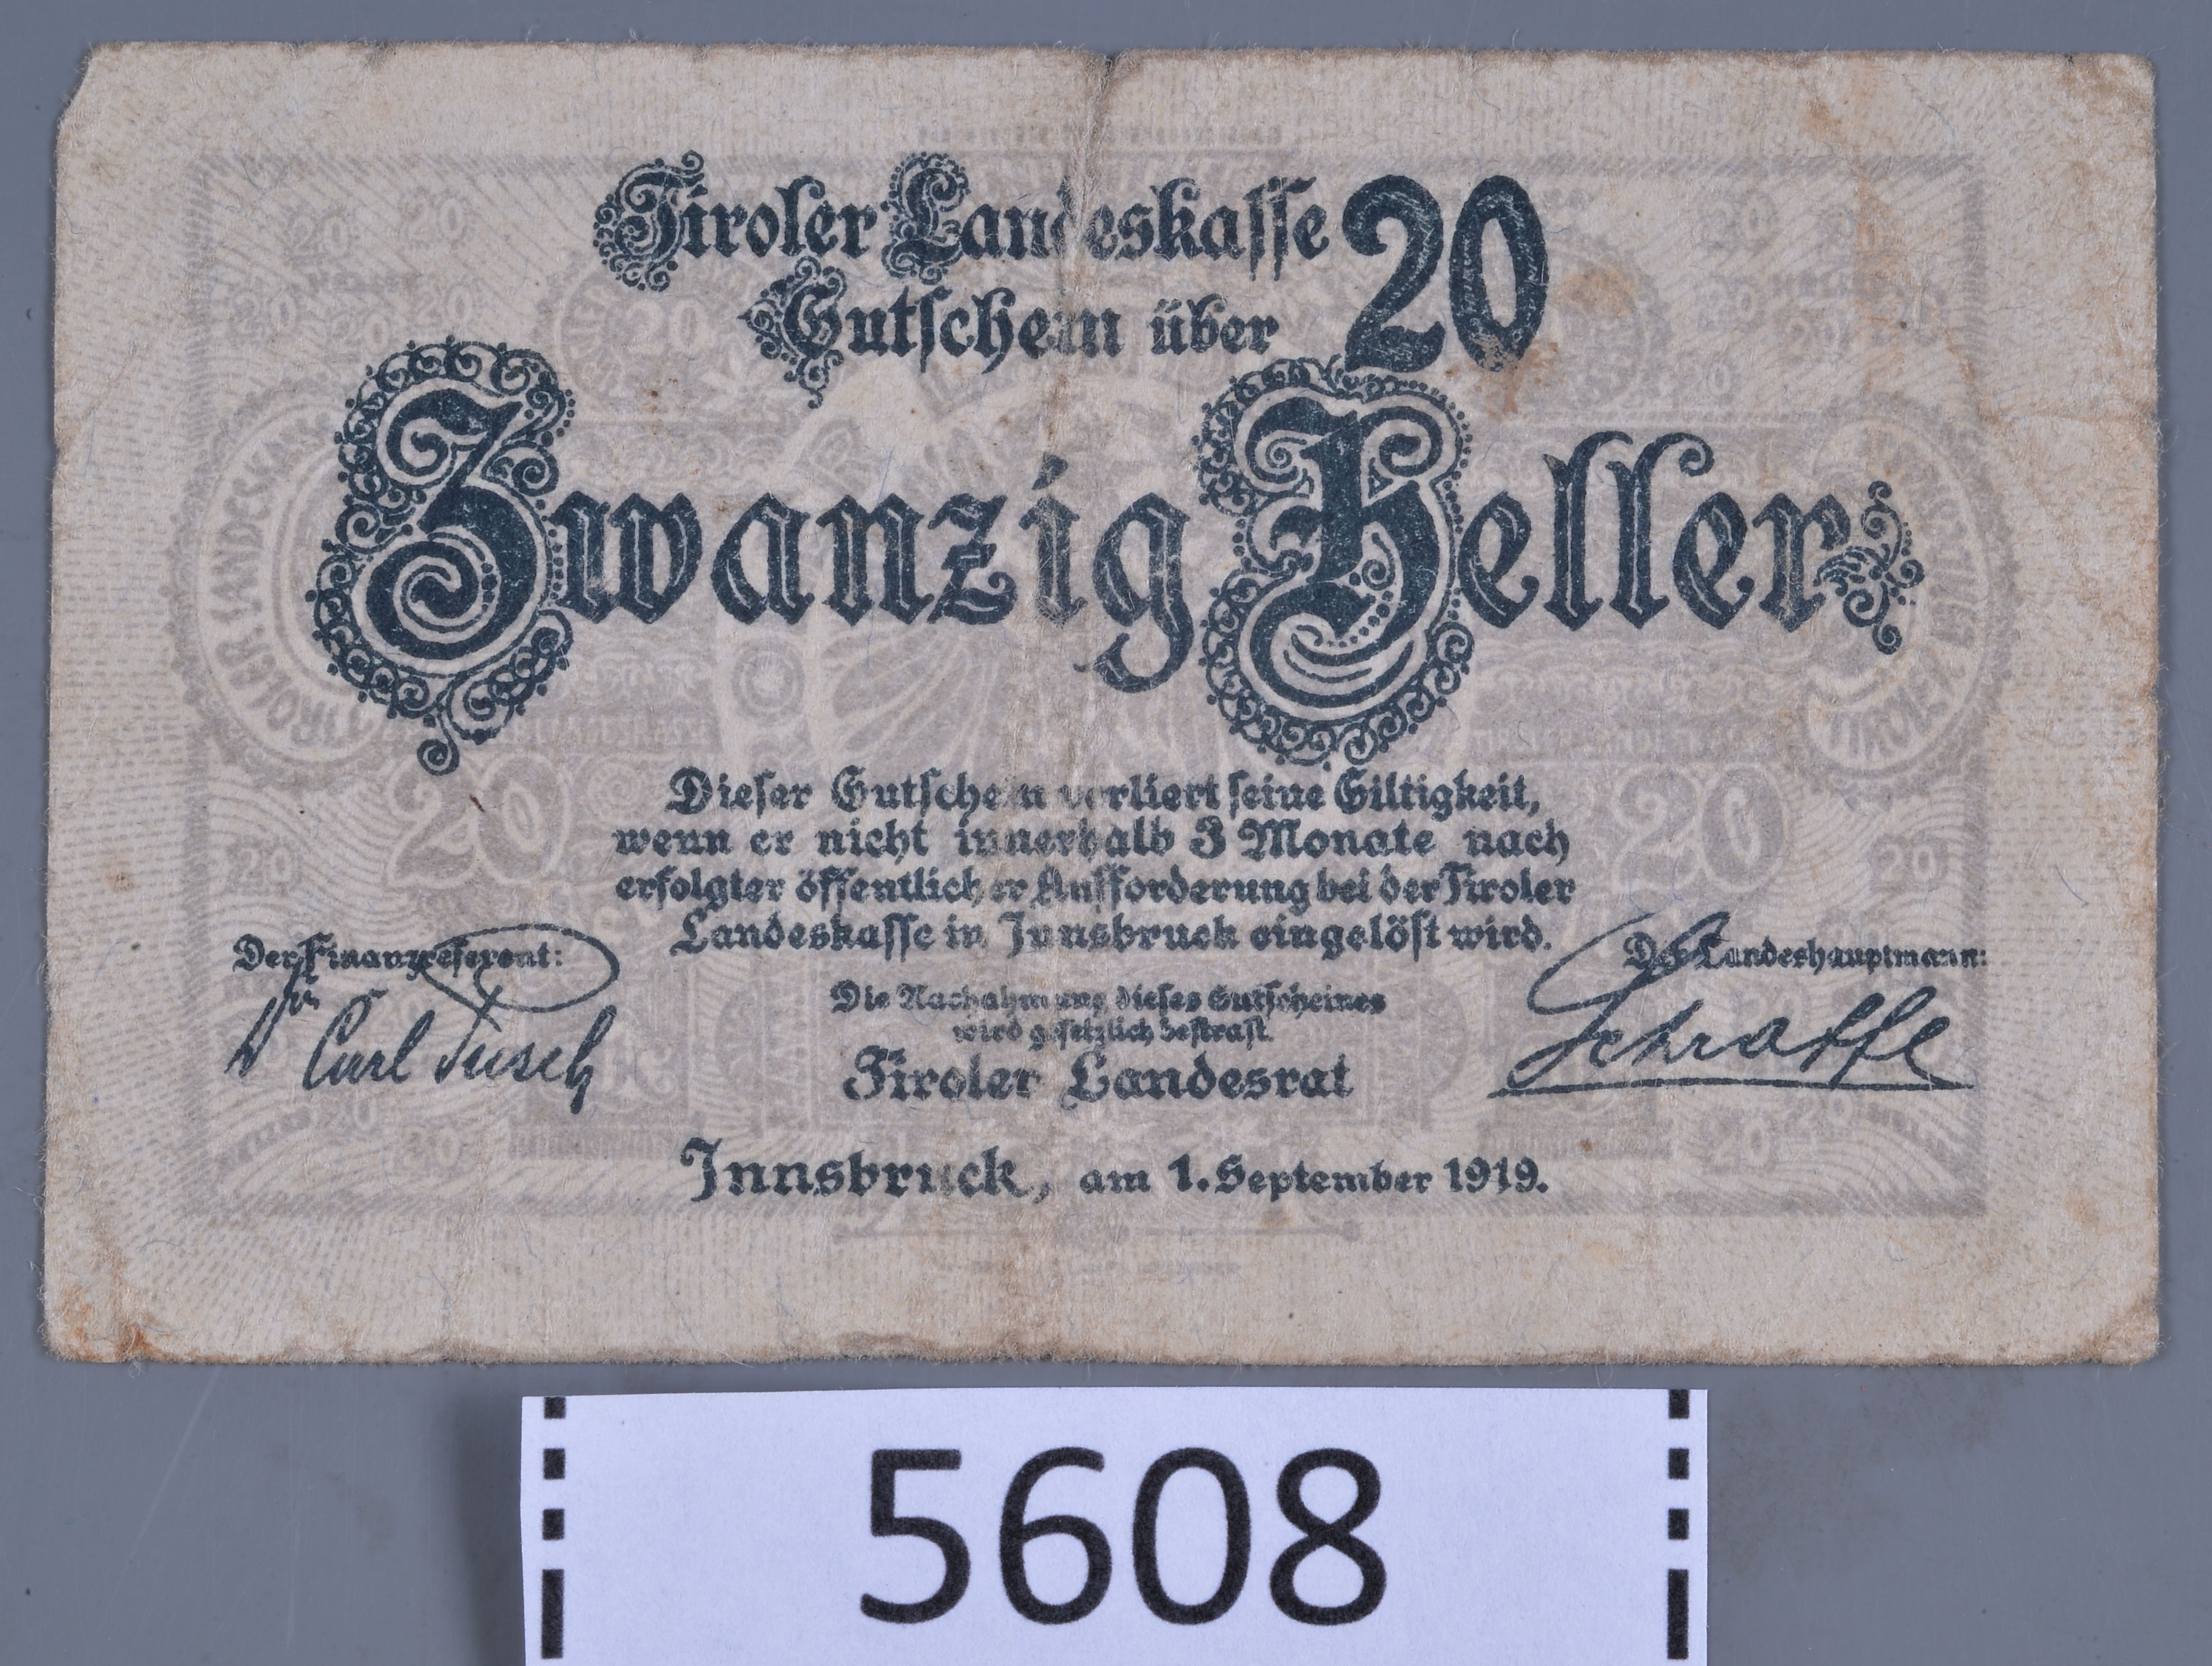 Tiroler Landeskasse 20
Gutschein über
Zwanzig Heller
Dieser Gutschein verliert seine Giltigkeit,
wenn er nicht innerhalb 3 Monate nach
erfolgter öffentlicher Aufforderung bei der Tiroler
Landeskasse in Innsbruck eingelöst wird.
Der Finanzreferent:
Der Landeshauptmann:
Dr Carl
Schraffl
Die Nachahmung dieses Gutscheines
wird gesetzlich bestraft.
Tiroler Landesrat
Innsbruck, am 1. September 1919.
5608